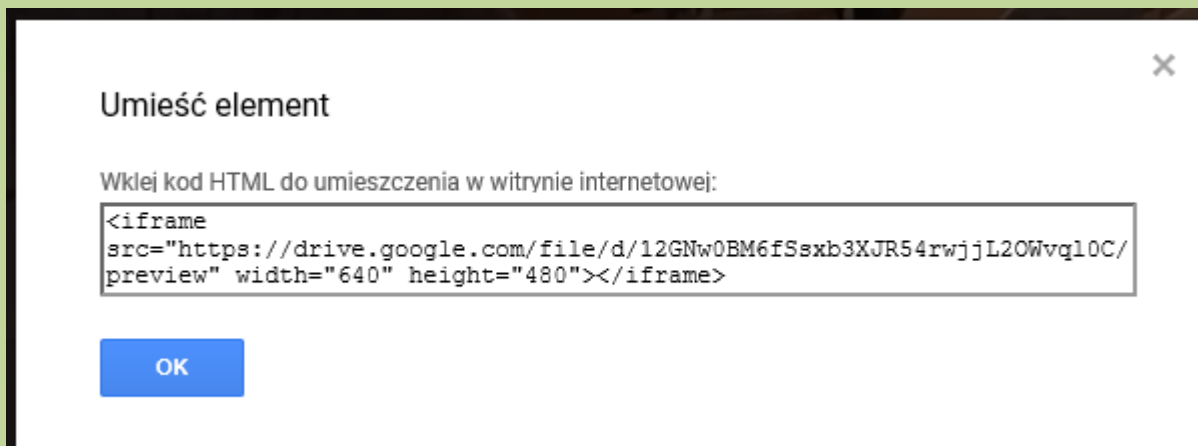 Umieść element
Wklej kod HTML do umieszczenia w witrynie internetowej:
<iframe
src="https://drive.google.com/file/d/12GNw0BM6fSsxb3XJR54rwjjL2OWvql0C/
preview" width="640" height="480"></iframe>
OK